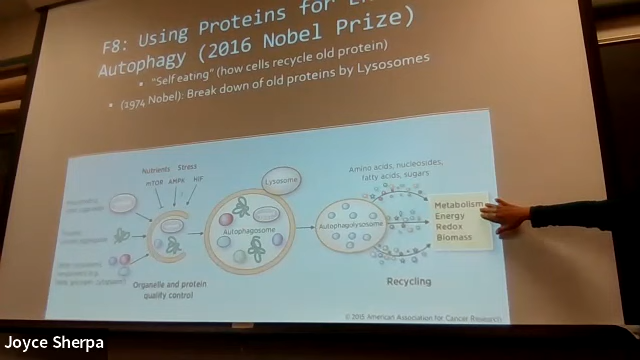 F8: Using Proteins for
Autophagy (2016 Nobel Prize)
"Self eating" (how cells recycle old protein)
(1974 Nobel): Break down of old proteins by Lysosomes
Nutrients Stress
mTOR AMPK HIF
Lysosome
Autophagosome
Organelle and protein
quality control
Amino acids, nucleosides,
fatty acids, sugars
Autophagolysosome
Recycling
Metabolism
Energy
Redox
Biomass
© 2015 American Association for Cancer Research
Joyce Sherpa